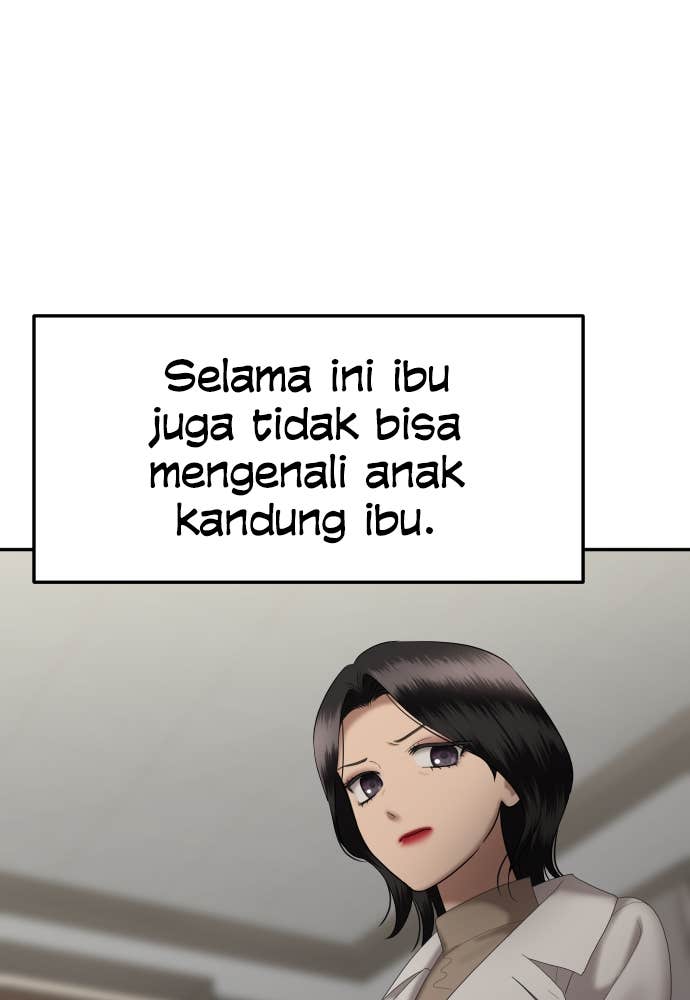 Selama ini ibu
juga tidak bisa
mengenali anak
kandung ibu.